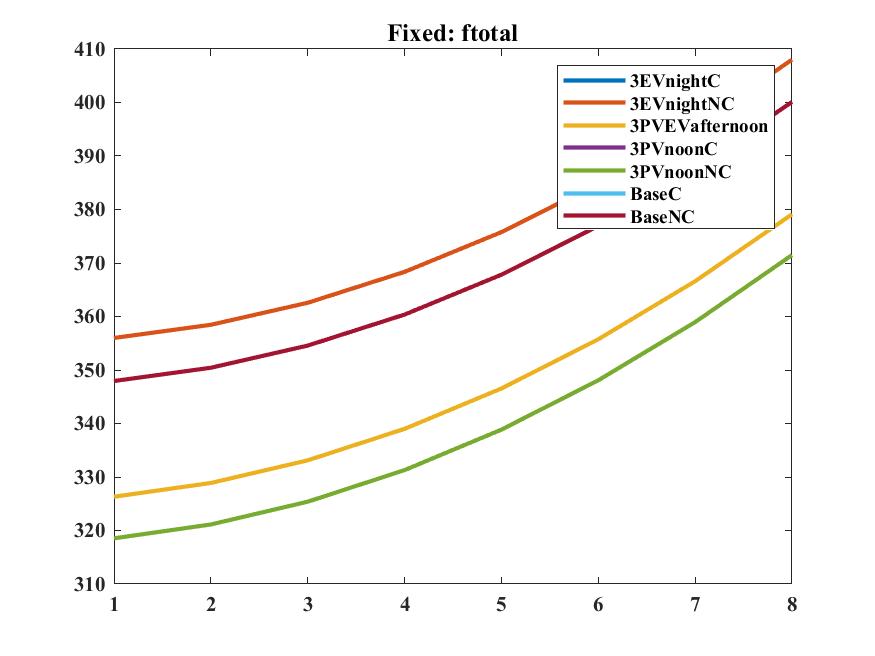 Fixed: ftotal
410
400
390
380
370
360
350
340
330
320
310
3EVnightC
3EVnightNC
3PVEVafternoon
3PVnoonC
3PVnoonNC
BaseC
BaseNC
1 2 3 4 5 6 7 8